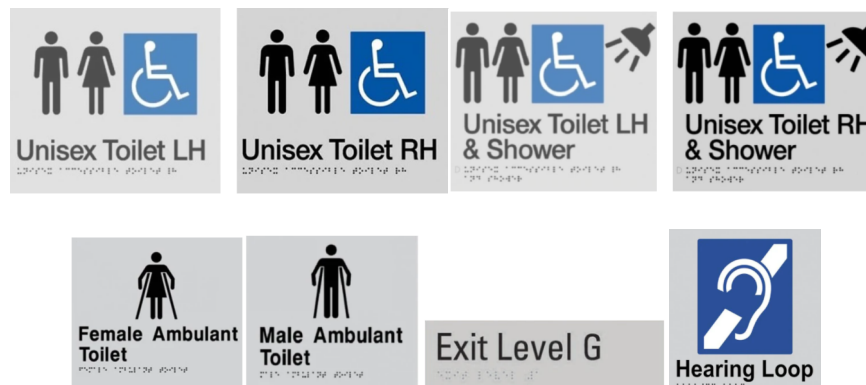 Unisex Toilet LH
Unisex Toilet RH
Unisex Toilet LH
& Shower
Unisex Toilet RH
& Shower
Female Ambulant
Toilet
Male Ambulant
Toilet
Exit Level G
Hearing Loop